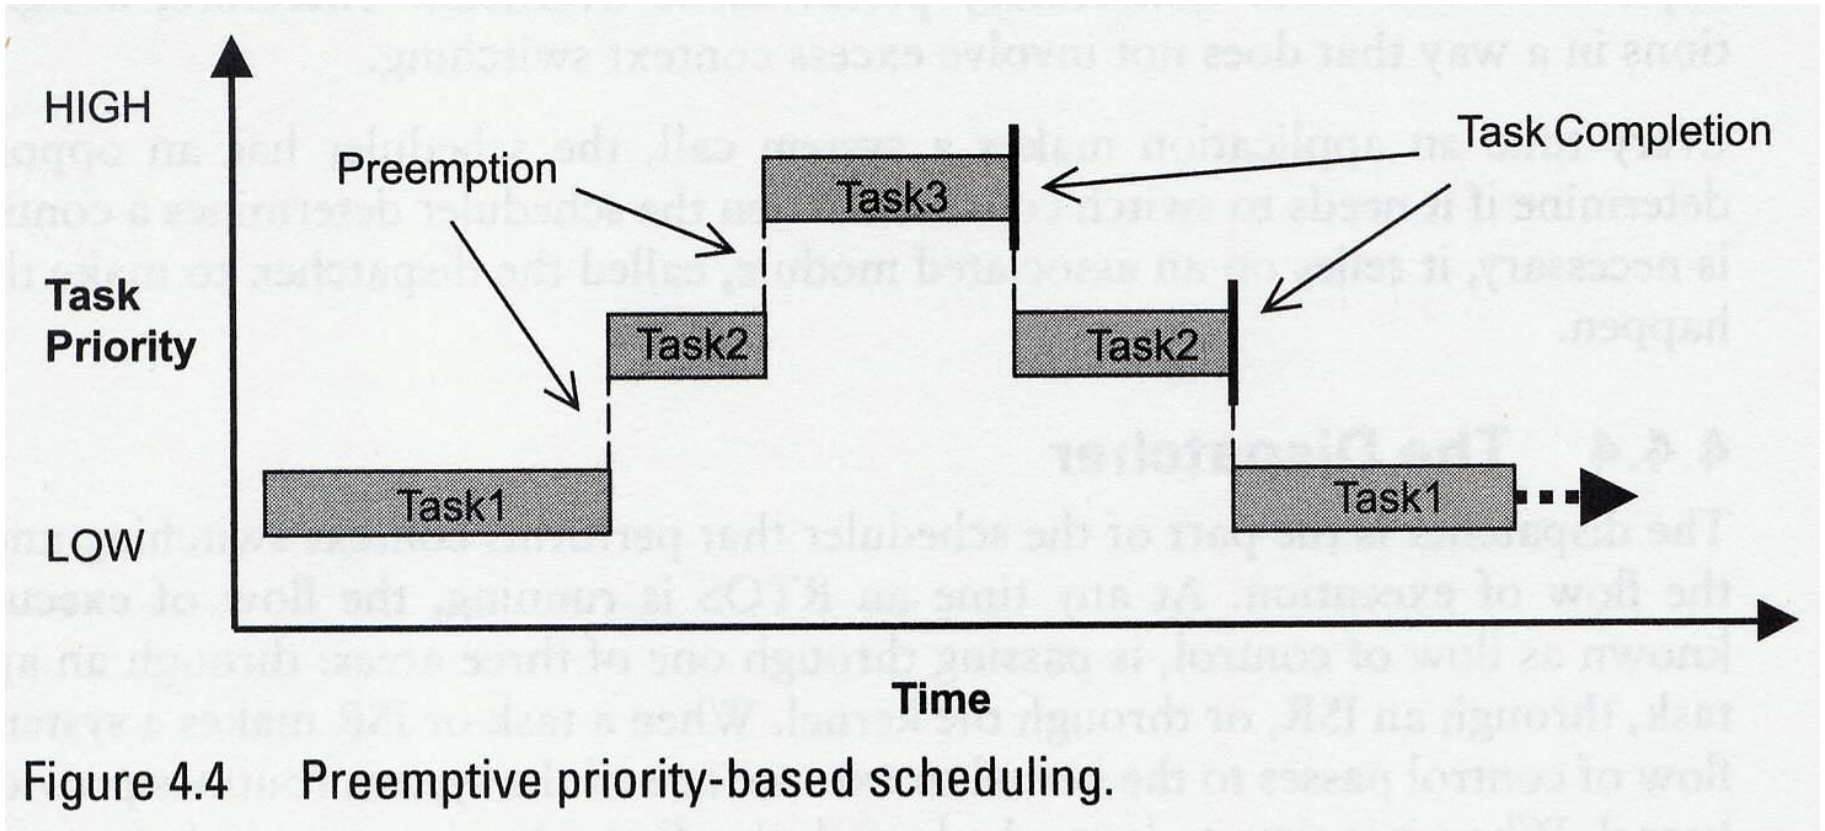 HIGH
Preemption
Task Completion
Task3
Task
Priority
Task2
Task2
Task1
Task1
LOW
Time
Figure 4.4 Preemptive priority-based scheduling.